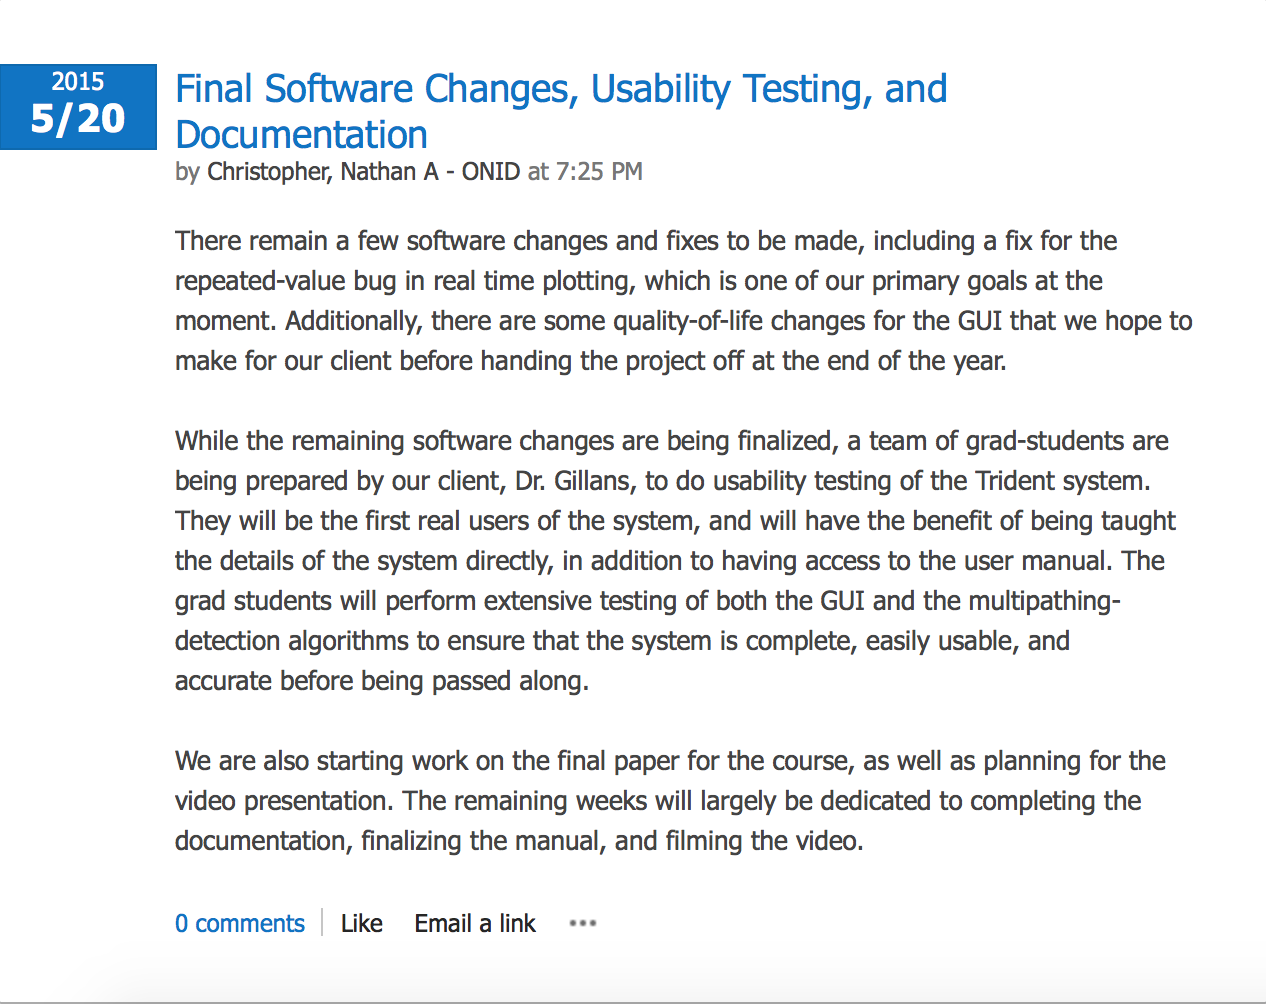 2015
5/20
Final Software Changes, Usability Testing, and
Documentation
by Christopher, Nathan A - ONID at 7:25 PM
There remain a few software changes and fixes to be made, including a fix for the
repeated-value bug in real time plotting, which is one of our primary goals at the
moment. Additionally, there are some quality-of-life changes for the GUI that we hope to
make for our client before handing the project off at the end of the year.
While the remaining software changes are being finalized, a team of grad-students are
being prepared by our client, Dr. Gillans, to do usability testing of the Trident system.
They will be the first real users of the system, and will have the benefit of being taught
the details of the system directly, in addition to having access to the user manual. The
grad students will perform extensive testing of both the GUI and the multipathing-
detection algorithms to ensure that the system is complete, easily usable, and
accurate before being passed along.
We are also starting work on the final paper for the course, as well as planning for the
video presentation. The remaining weeks will largely be dedicated to completing the
documentation, finalizing the manual, and filming the video.
0 comments Like Email a link •••